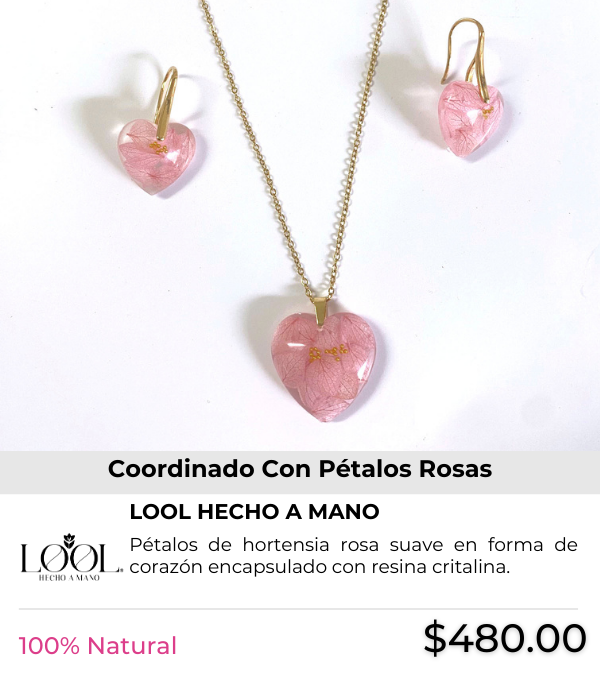 Coordinado Con Pétalos Rosas
LOOL HECHO A MANO
LOOL®
HECHO A MANO
Pétalos de hortensia rosa suave en forma de
corazón encapsulado con resina critalina.
100% Natural
$480.00